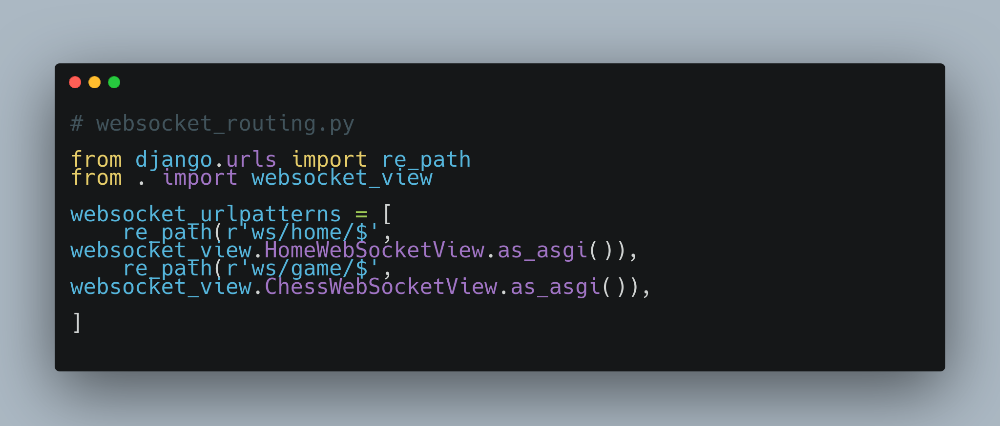 # websocket_routing.py
from django.urls import re_path
from . import websocket_view
websocket_urlpatterns = [
    re_path(r'ws/home/$',
websocket_view.HomeWebSocketView.as_asgi()),
    re_path(r'ws/game/$',
websocket_view.ChessWebSocketView.as_asgi()),
]